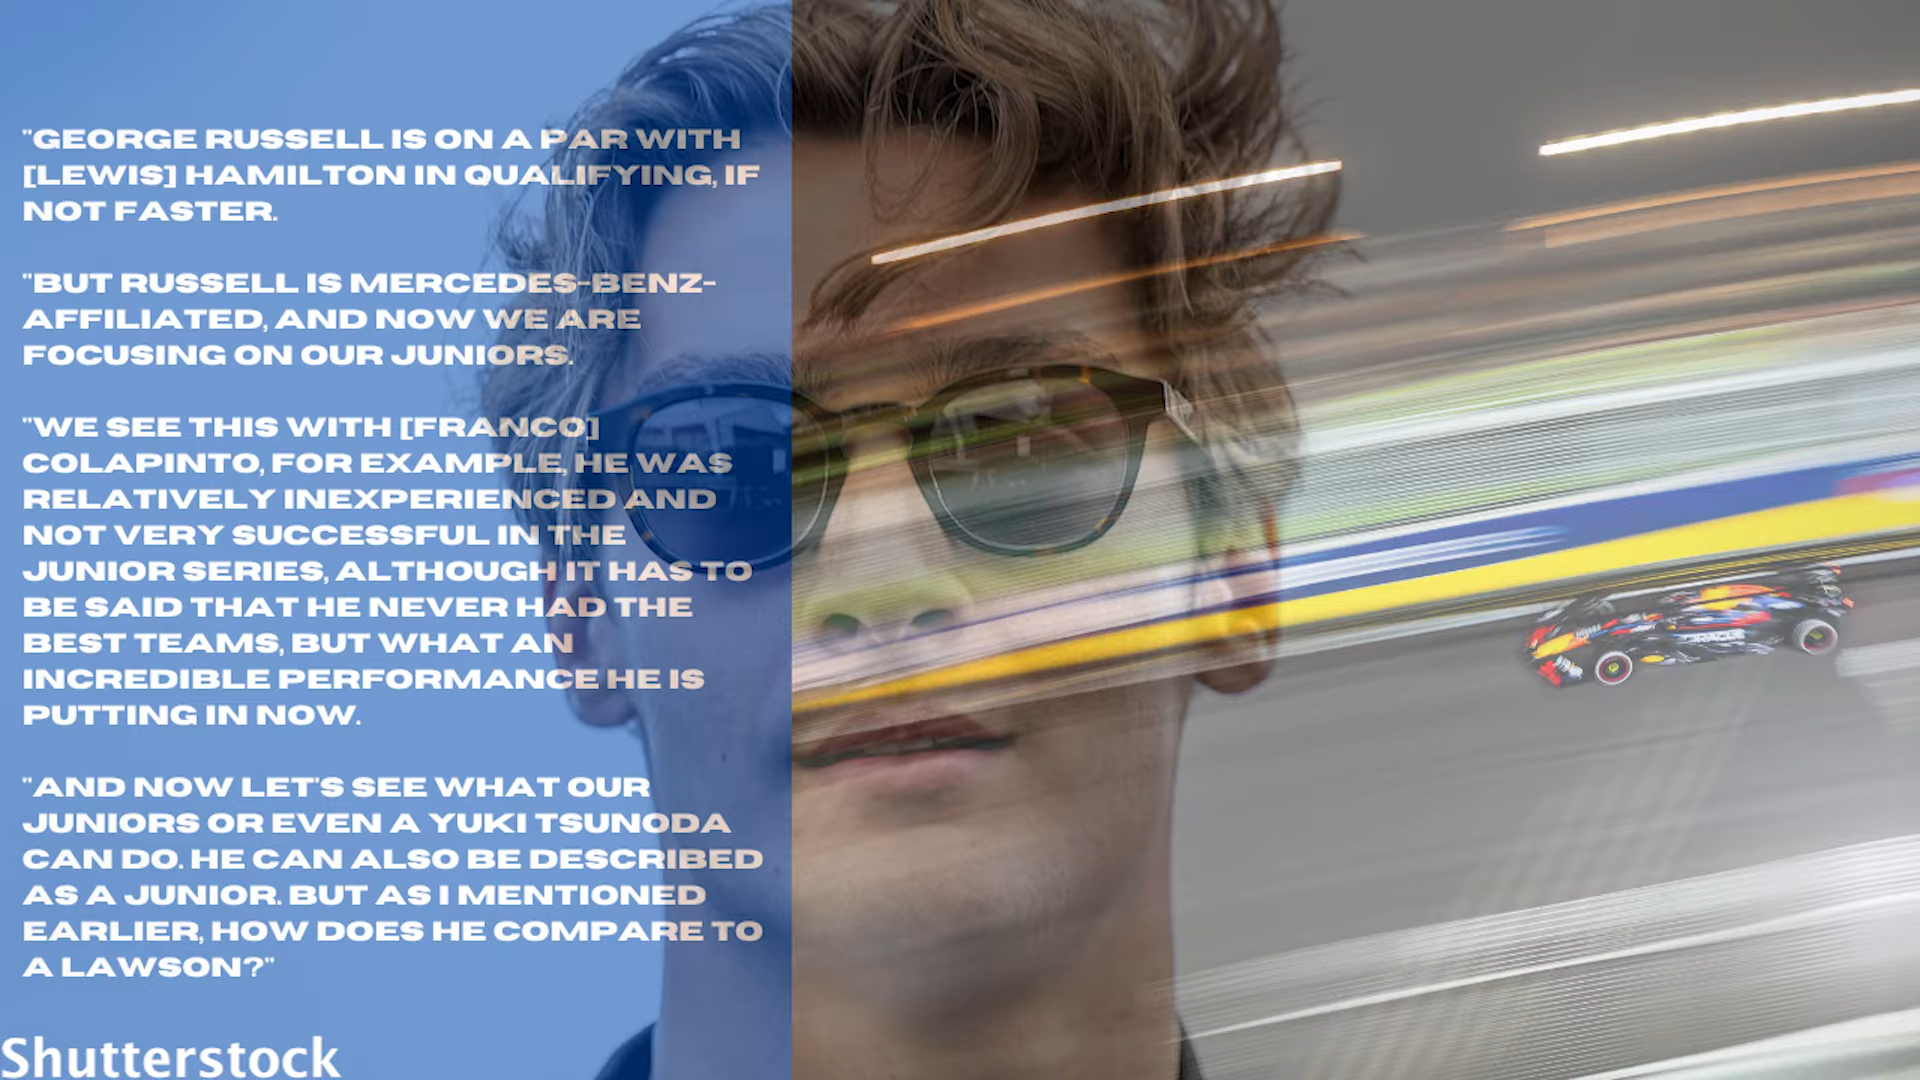 "GEORGE RUSSELL IS ON A PAR WITH
[LEWIS] HAMILTON IN QUALIFYING, IF
NOT FASTER.
"BUT RUSSELL IS MERCEDES-BENZ-
AFFILIATED, AND NOW WE ARE
FOCUSING ON OUR JUNIORS.
"WE SEE THIS WITH [FRANCO]
COLAPINTO, FOR EXAMPLE, HE WAS
RELATIVELY INEXPERIENCED AND
NOT VERY SUCCESSFUL IN THE
JUNIOR SERIES, ALTHOUGH IT HAS TO
BE SAID THAT HE NEVER HAD THE
BEST TEAMS, BUT WHAT AN
INCREDIBLE PERFORMANCE HE IS
PUTTING IN NOW.
"AND NOW LET'S SEE WHAT OUR
JUNIORS OR EVEN A YUKI TSUNODA
CAN DO. HE CAN ALSO BE DESCRIBED
AS A JUNIOR. BUT AS I MENTIONED
EARLIER, HOW DOES HE COMPARE TO
A LAWSON?"
Shutterstock